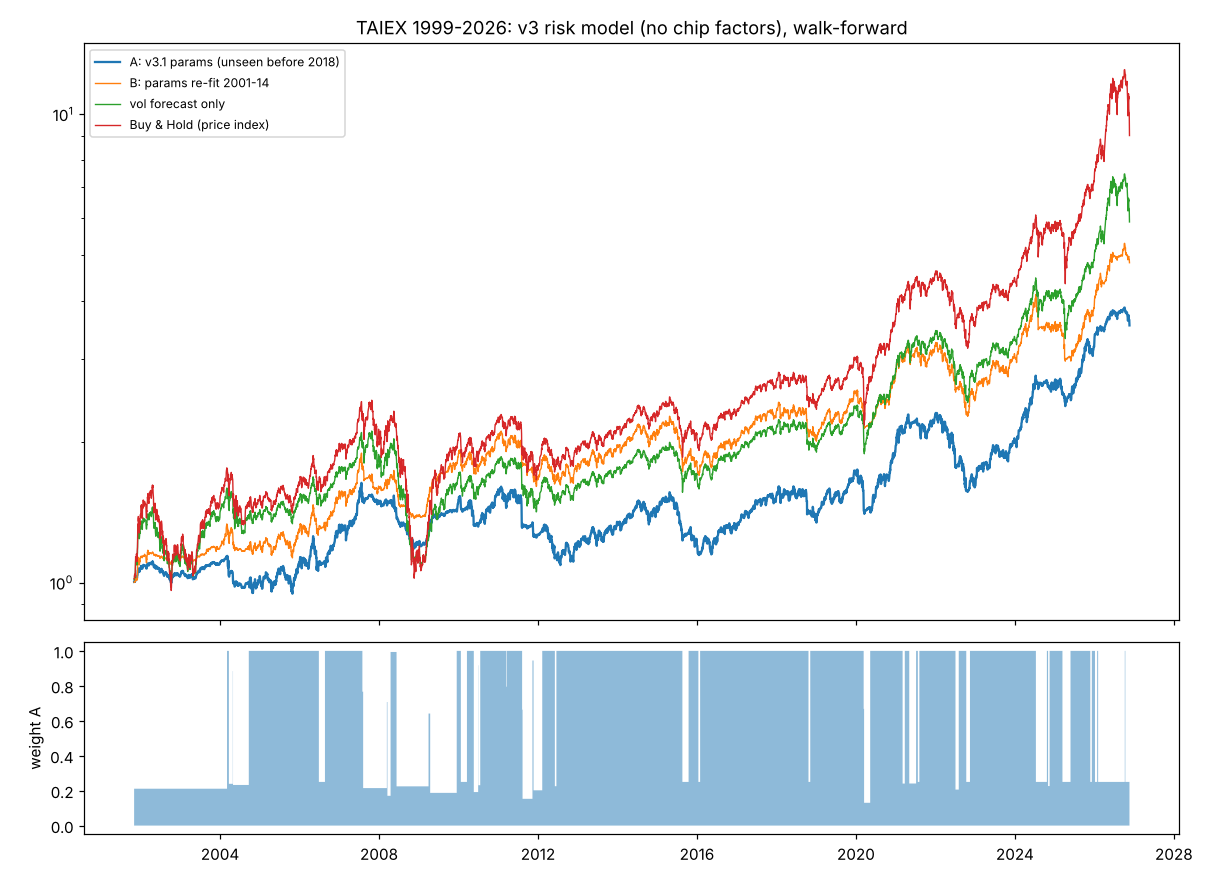 TAIEX 1999-2026: v3 risk model (no chip factors), walk-forward
A: v3.1 params (unseen before 2018)
B: params re-fit 2001-14
vol forecast only
Buy & Hold (price index)
10¹
10⁰
weight A
1.0
0.8
0.6
0.4
0.2
0.0
2004 2008 2012 2016 2020 2024 2028